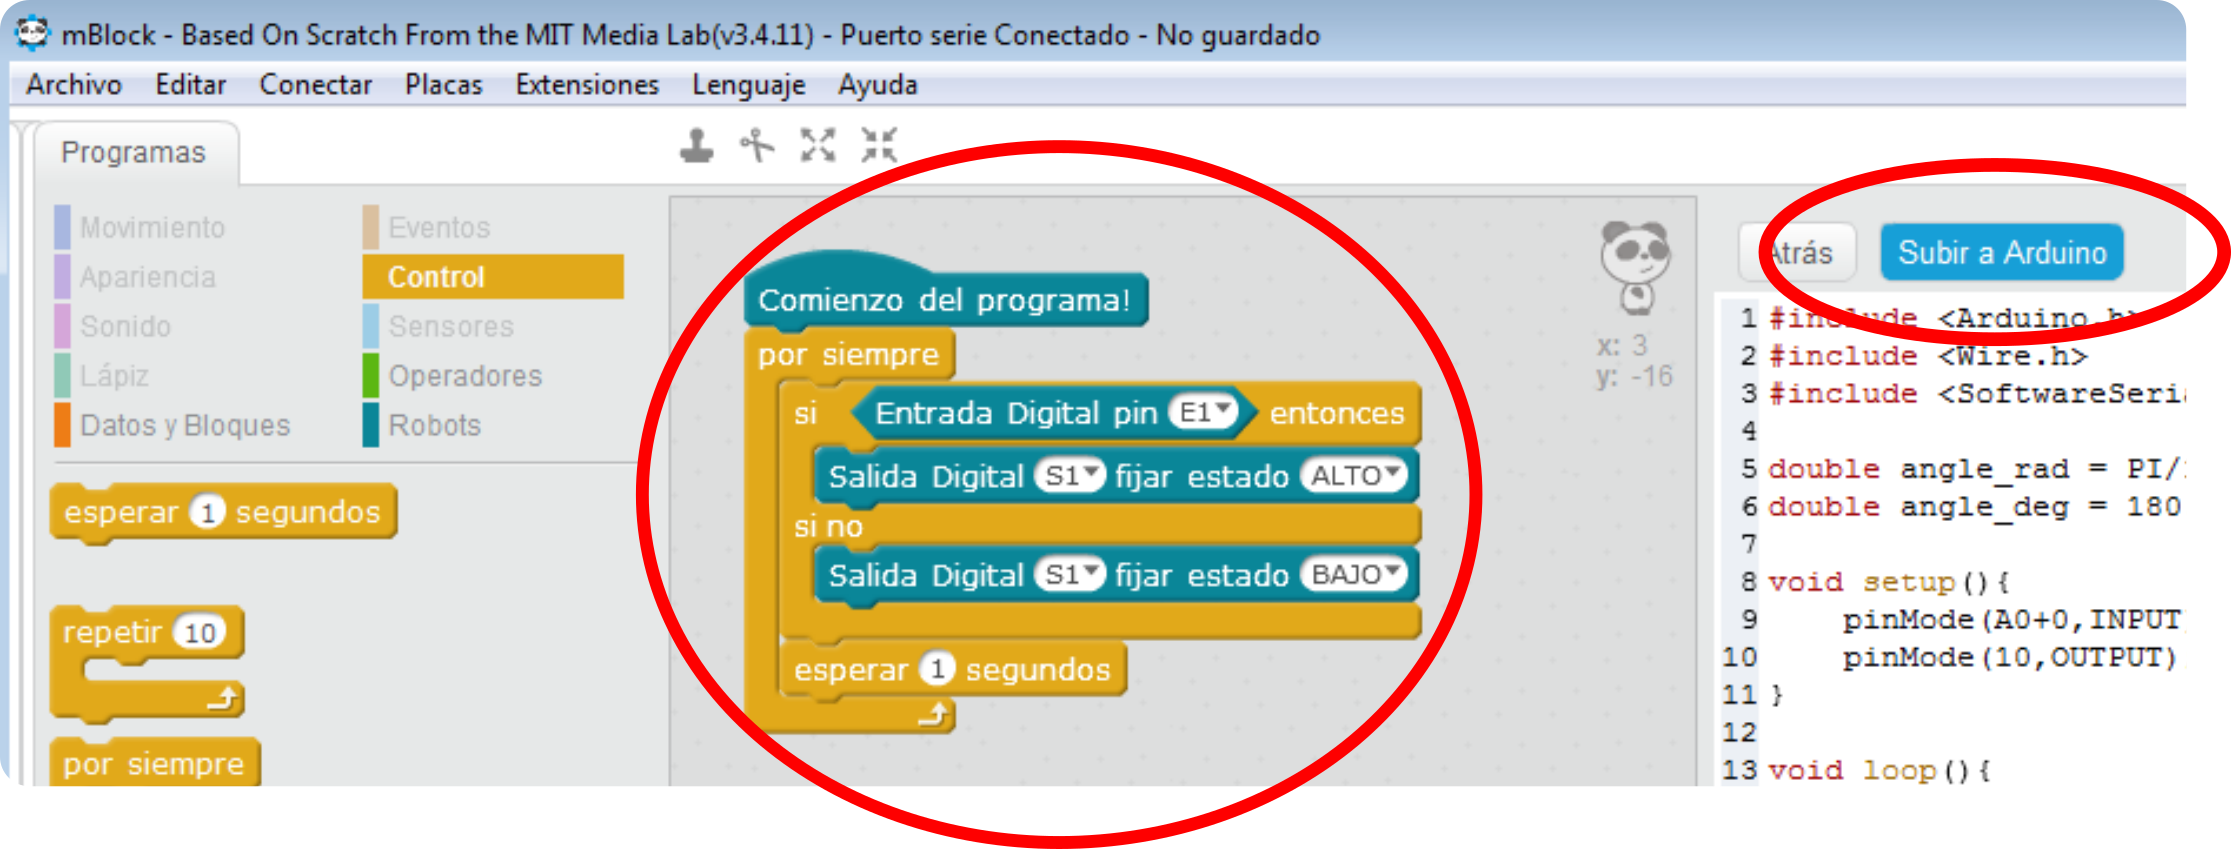 mBlock - Based On Scratch From the MIT Media Lab(v3.4.11) - Puerto serie Conectado - No guardado
Archivo Editar Conectar Placas Extensiones Lenguaje Ayuda
Programas
Movimiento Eventos
Apariencia Control
Sonido Sensores
Lápiz Operadores
Datos y Bloques Robots
esperar 1 segundos
repetir 10
por siempre
Comienzo del programa!
por siempre
si Entrada Digital pin E1 entonces
Salida Digital S1 fijar estado ALTO
si no
Salida Digital S1 fijar estado BAJO
esperar 1 segundos
x: 3
y: -16
Atrás Subir a Arduino
1 #include <Arduino.h>
2 #include <Wire.h>
3 #include <SoftwareSeri
4
5 double angle_rad = PI/
6 double angle_deg = 180
7
8 void setup(){
9 pinMode(A0+0,INPUT
10 pinMode(10,OUTPUT)
11 }
12
13 void loop(){